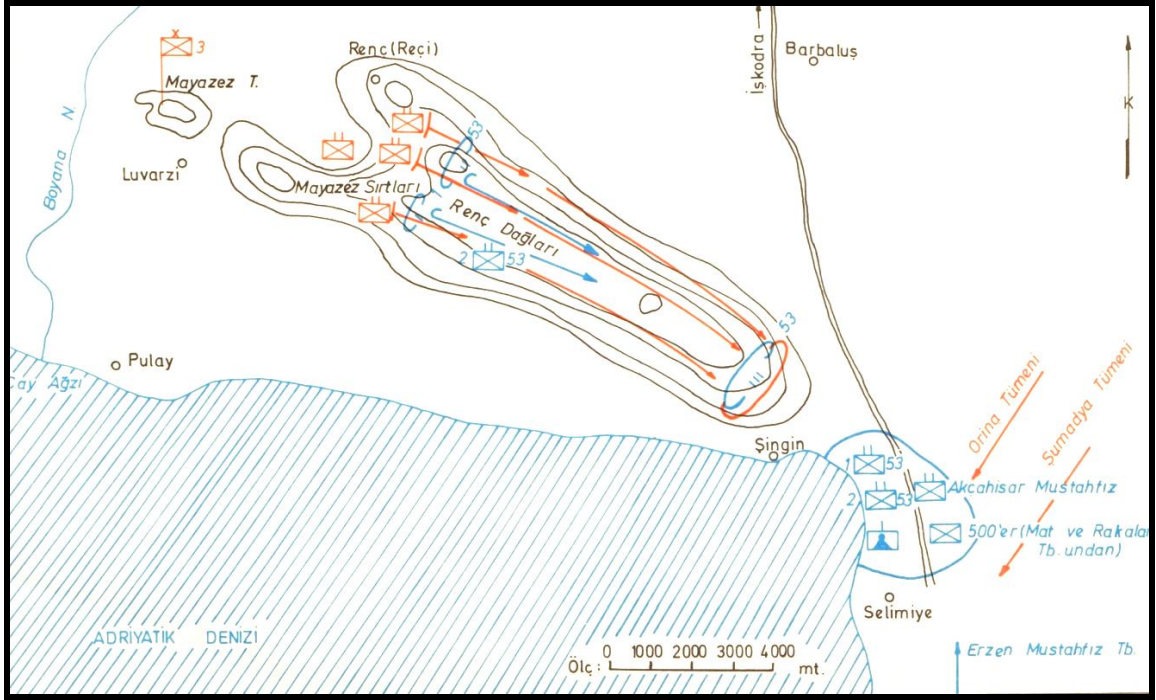 3
Mayazez T.
Renc(Reçi)
İşkodra
Barbaluş
K
Boyana N
Luvarzi
53
Mayazez Sırtları
Renç Dağları
2 53
Pulay
Çay Ağzı
53
III
Orina Tümeni
Şumadya Tümeni
Şingin
1 53
2 53
Akcahisar Mustahfız
500'er(Mat ve Rakalar
Tb.undan)
Selimiye
ADRİYATİK DENİZİ
Ölç:
0 1000 2000 3000 4000
mt.
Erzen Mustahfız Tb.